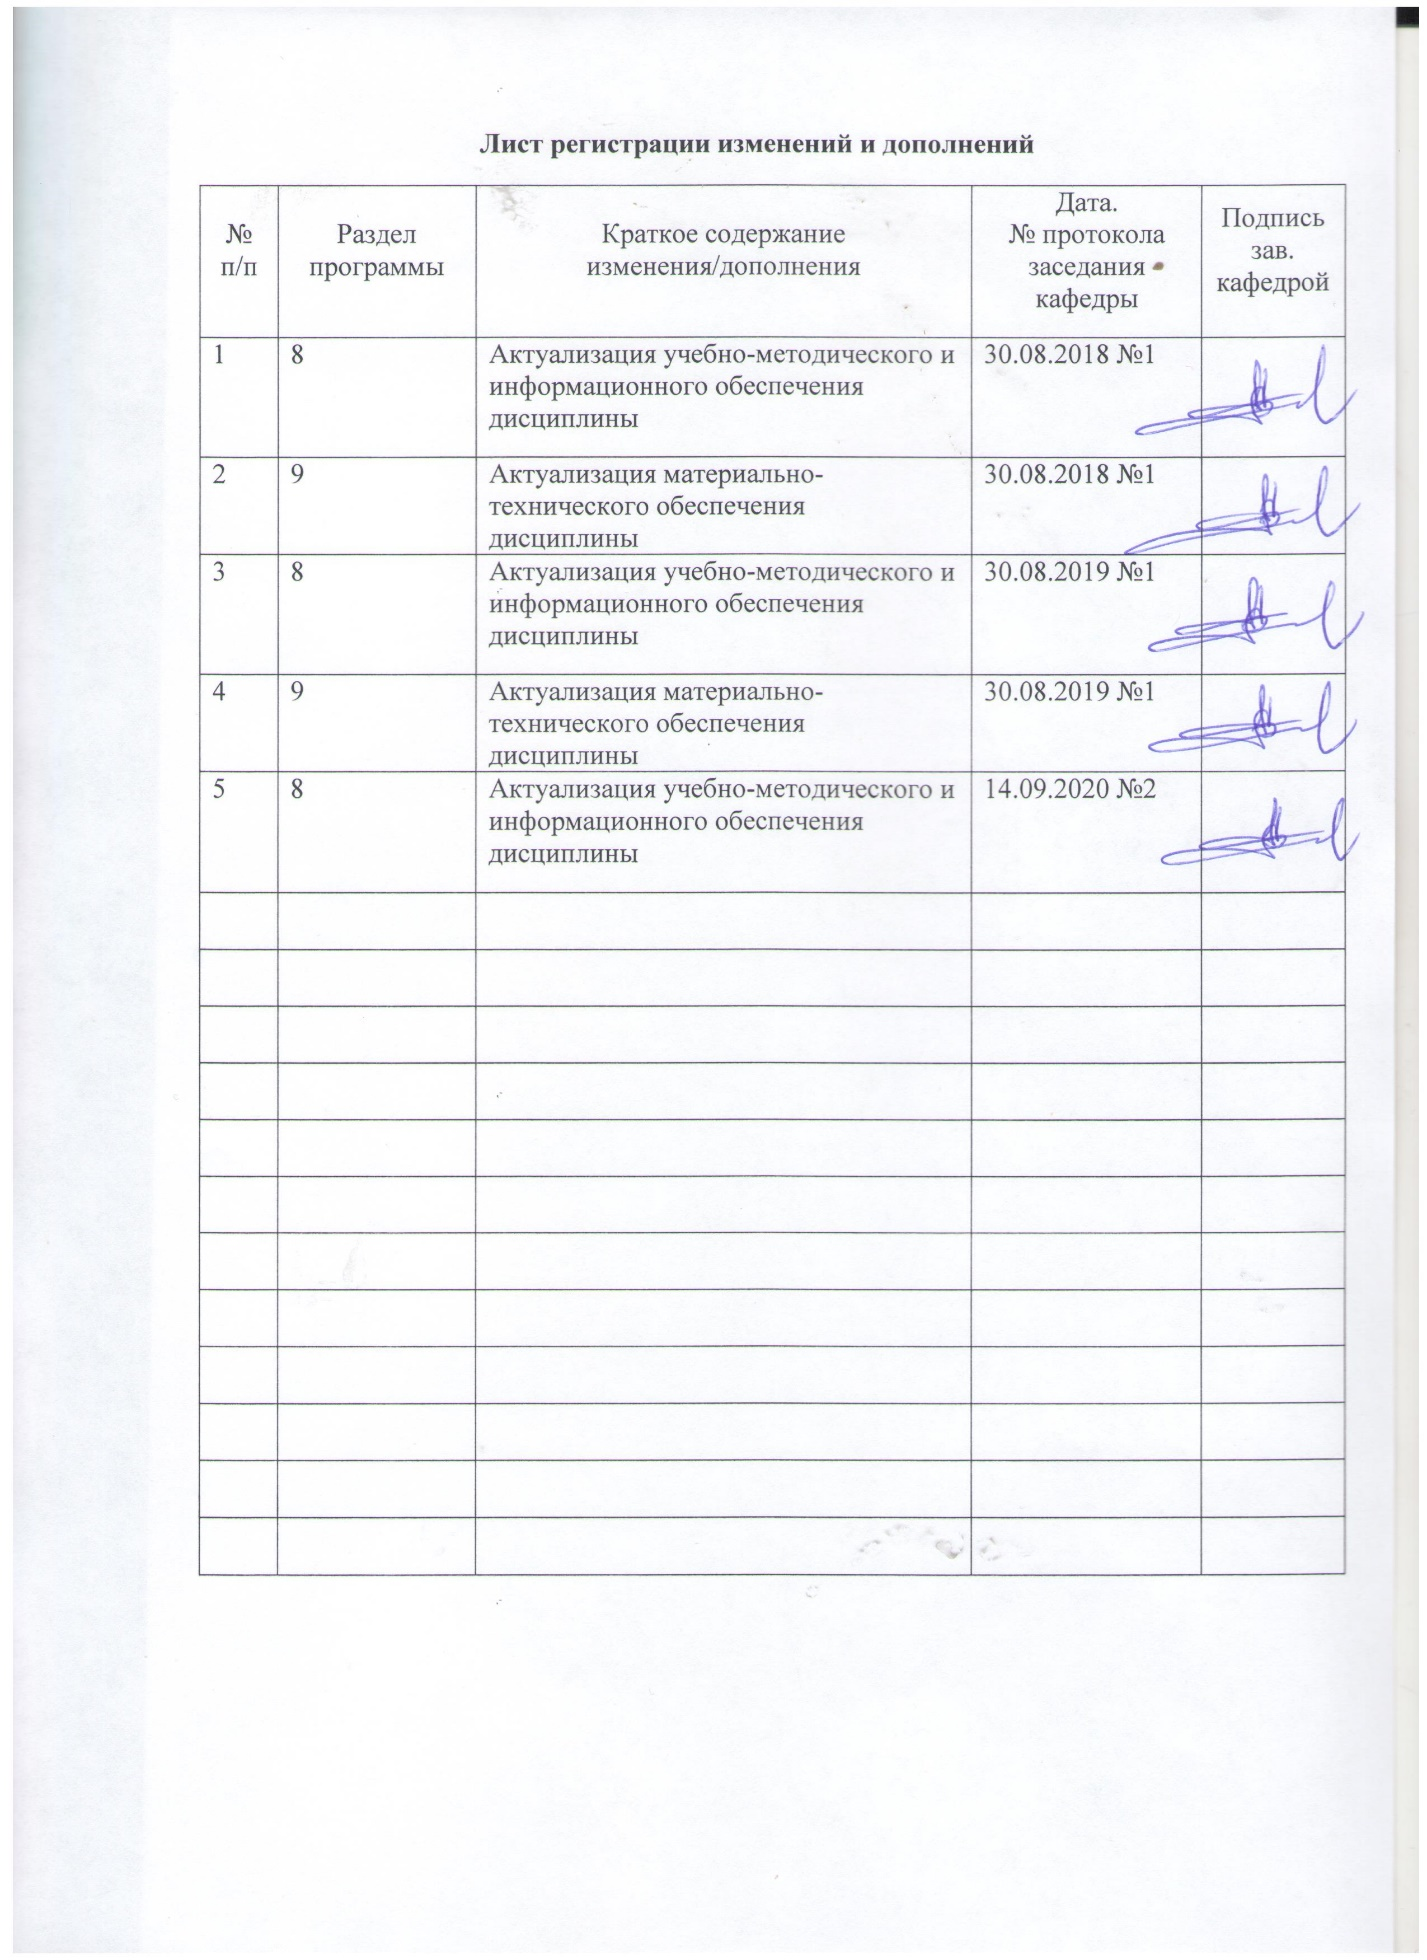 Лист регистрации изменений и дополнений
№
п/п
Раздел
программы
Краткое содержание
изменения/дополнения
Дата.
№ протокола
заседания
кафедры
Подпись
зав.
кафедрой
1
8
Актуализация учебно-методического и
информационного обеспечения
дисциплины
30.08.2018 №1
2
9
Актуализация материально-
технического обеспечения
дисциплины
30.08.2018 №1
3
8
Актуализация учебно-методического и
информационного обеспечения
дисциплины
30.08.2019 №1
4
9
Актуализация материально-
технического обеспечения
дисциплины
30.08.2019 №1
5
8
Актуализация учебно-методического и
информационного обеспечения
дисциплины
14.09.2020 №2